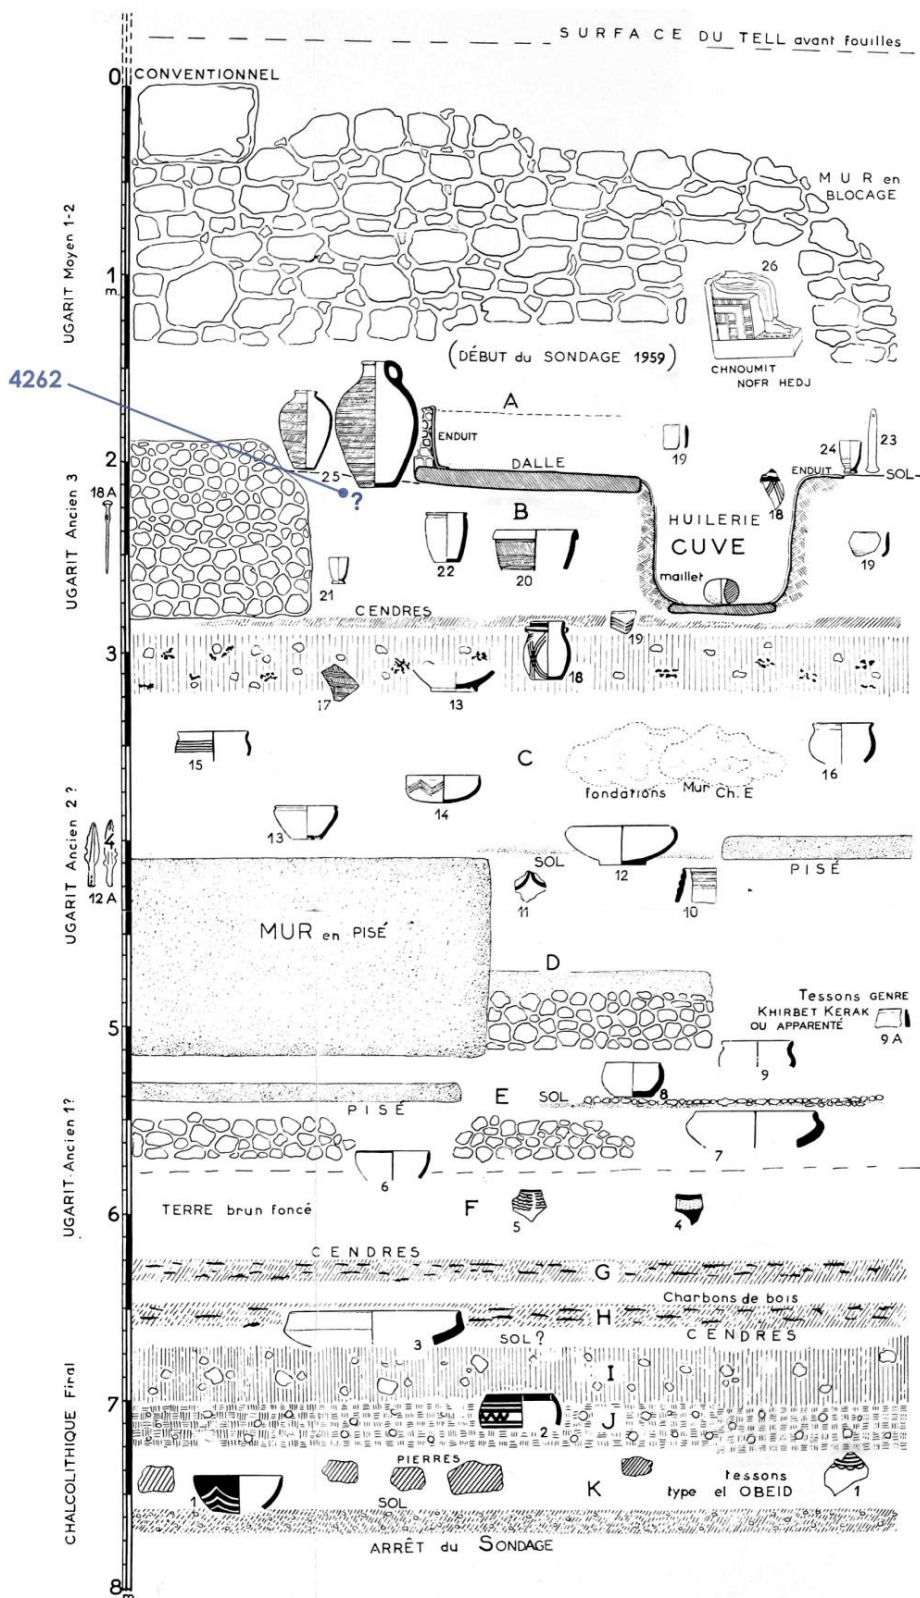 SURFACE DU TELL avant fouilles
0 CONVENTIONNEL
MUR en
BLOCAGE
UGARIT Moyen 1-2
1
m.
26
(DÉBUT du SONDAGE 1959)
CHNOUMIT
NOFR HEDJ
4262
A
ENDUIT
19
24
23
2
25
DALLE
ENDUIT
SOL
?
18A
B
18
UGARIT Ancien 3
HUILERIE
CUVE
22
20
19
21
maillet
CENDRES
19
3
18
17
13
15
C
16
fondations Mur Ch. E
14
13
UGARIT Ancien 2 ?
4
SOL
12
PISÉ
12A
11
10
MUR en PISÉ
D
Tessons GENRE
KHIRBET KERAK
OU APPARENTÉ
9A
5
9
8
E
SOL
PISÉ
7
6
UGARIT-Ancien 1?
TERRE brun foncé
F
5
4
6
CENDRES
G
Charbons de bois
H
CENDRES
3
SOL ?
I
7
J
2
CHALCOLITHIQUE Final
PIERRES
K
tessons
type el OBEID
1
1
SOL
ARRÊT du SONDAGE
8
m